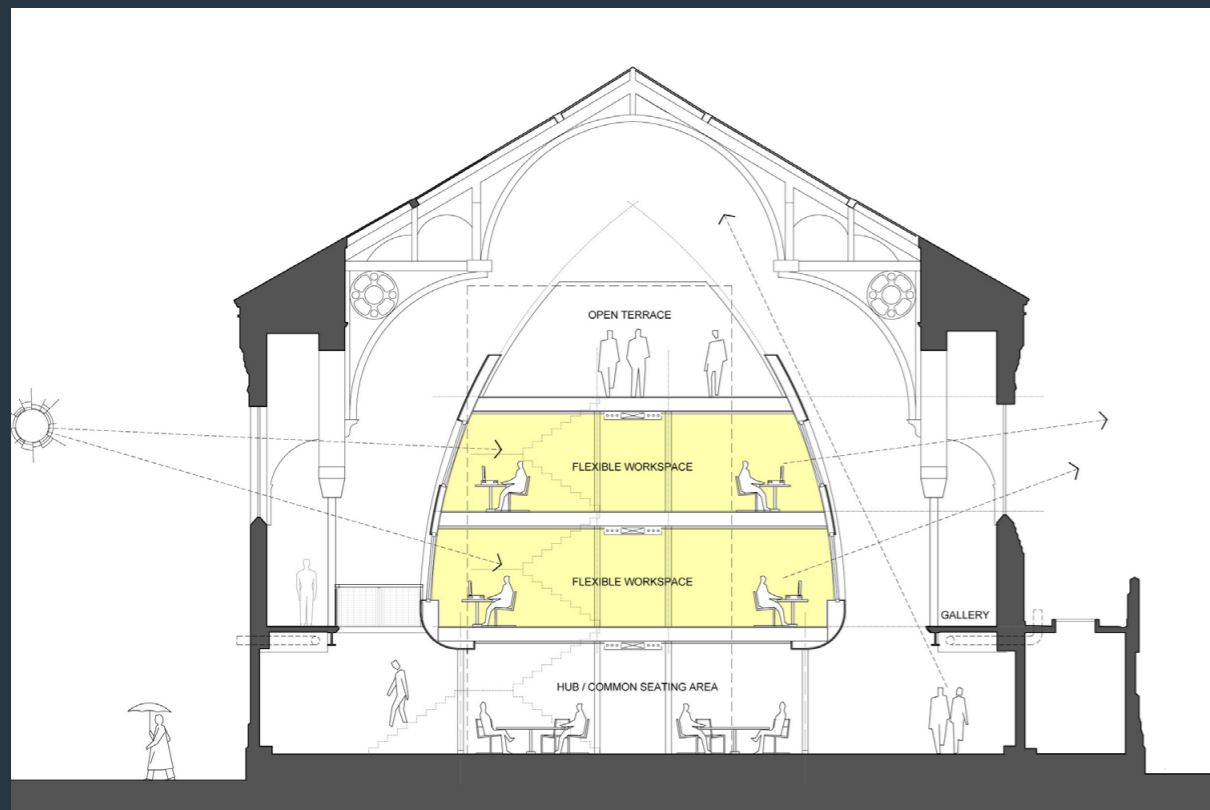 OPEN TERRACE
FLEXIBLE WORKSPACE
FLEXIBLE WORKSPACE
GALLERY
HUB / COMMON SEATING AREA